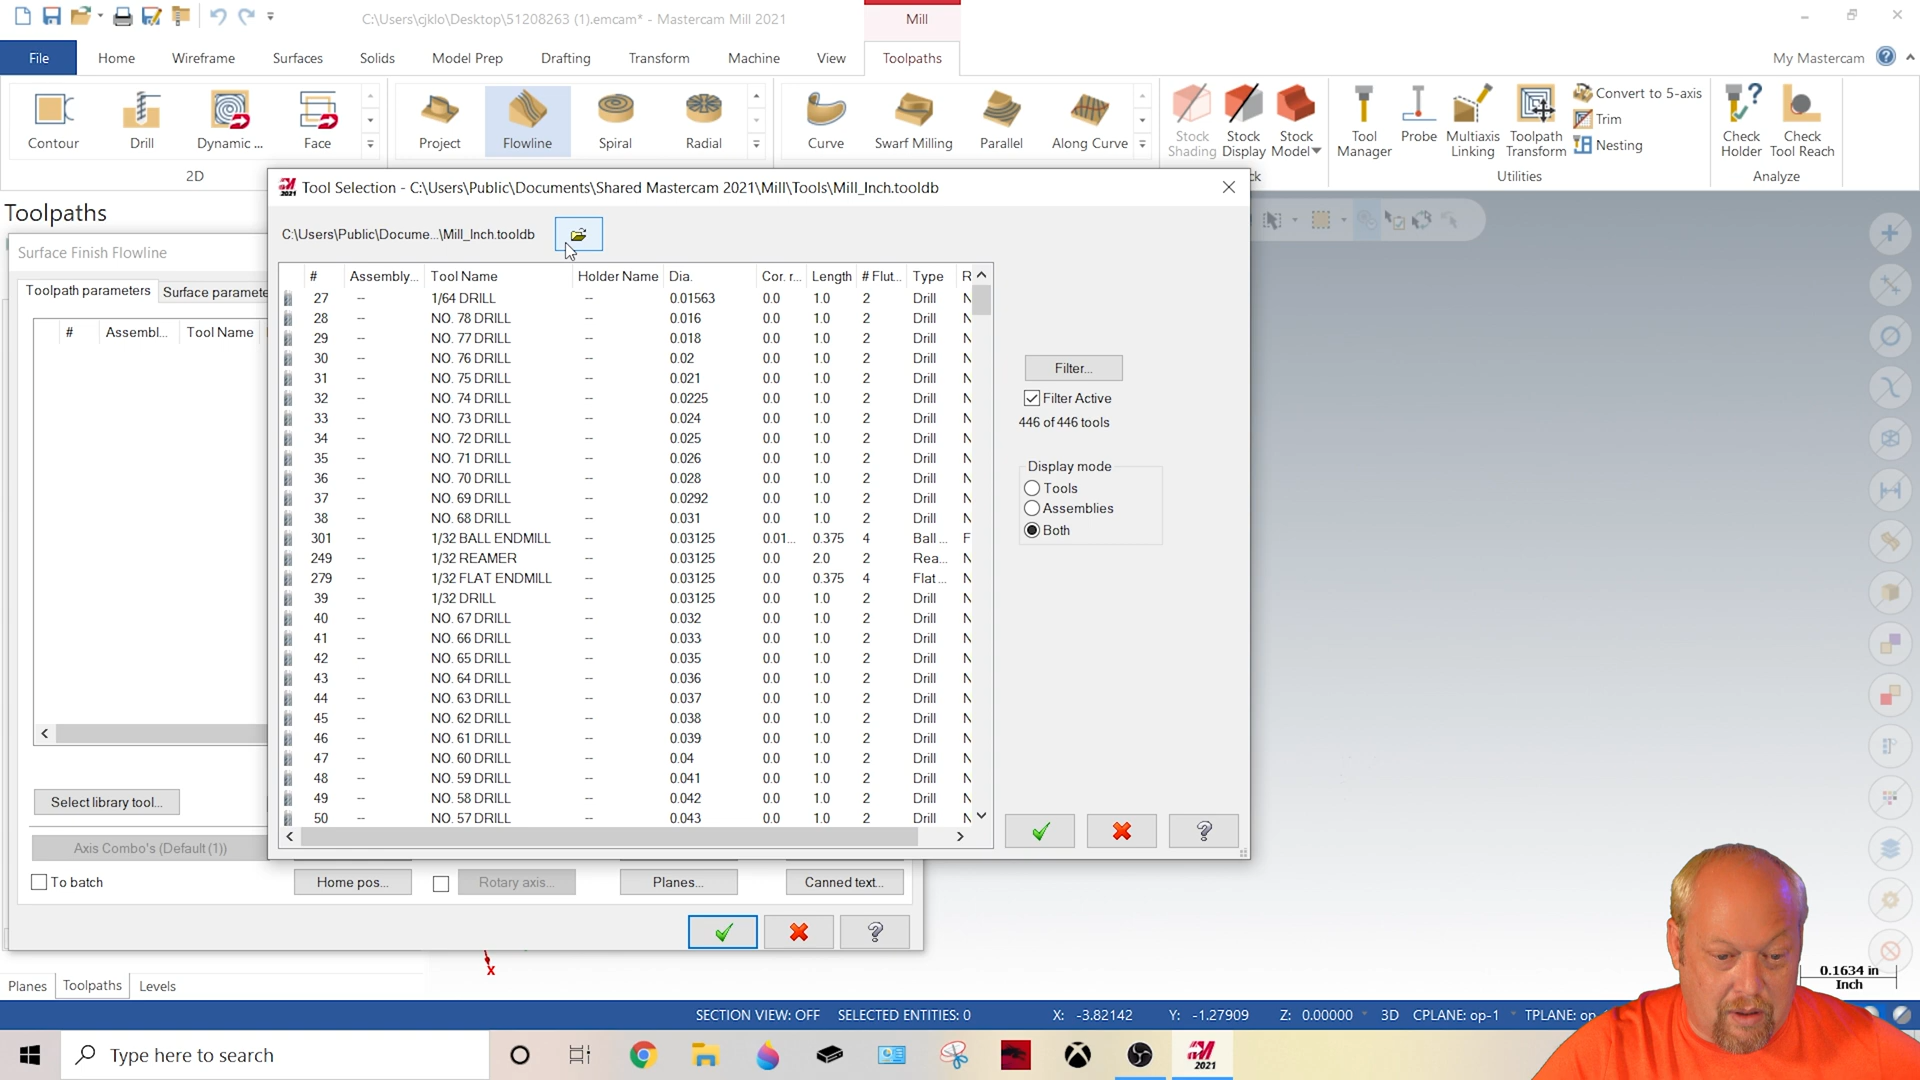 C:\Users\cjklo\Desktop\51208263 (1).emcam* - Mastercam Mill 2021
Mill
File Home Wireframe Surfaces Solids Model Prep Drafting Transform Machine View Toolpaths My Mastercam
Contour Drill Dynamic ... Face Project Flowline Spiral Radial Curve Swarf Milling Parallel Along Curve
Stock Shading Stock Display Stock Model Tool Manager Probe Multiaxis Linking Toolpath Transform
Convert to 5-axis
Trim
Nesting
Check Holder Check Tool Reach
2D Utilities Analyze
Toolpaths
Surface Finish Flowline
Toolpath parameters Surface paramete
# Assembl... Tool Name
Select library tool...
Axis Combo's (Default (1))
To batch Home pos... Rotary axis... Planes... Canned text...
2021 Tool Selection - C:\Users\Public\Documents\Shared Mastercam 2021\Mill\Tools\Mill_Inch.tooldb
C:\Users\Public\Docume...\Mill_Inch.tooldb
# Assembly... Tool Name Holder Name Dia. Cor. r... Length # Flut... Type R
27 -- 1/64 DRILL -- 0.01563 0.0 1.0 2 Drill N
28 -- NO. 78 DRILL -- 0.016 0.0 1.0 2 Drill N
29 -- NO. 77 DRILL -- 0.018 0.0 1.0 2 Drill N
30 -- NO. 76 DRILL -- 0.02 0.0 1.0 2 Drill N
31 -- NO. 75 DRILL -- 0.021 0.0 1.0 2 Drill N
32 -- NO. 74 DRILL -- 0.0225 0.0 1.0 2 Drill N
33 -- NO. 73 DRILL -- 0.024 0.0 1.0 2 Drill N
34 -- NO. 72 DRILL -- 0.025 0.0 1.0 2 Drill N
35 -- NO. 71 DRILL -- 0.026 0.0 1.0 2 Drill N
36 -- NO. 70 DRILL -- 0.028 0.0 1.0 2 Drill N
37 -- NO. 69 DRILL -- 0.0292 0.0 1.0 2 Drill N
38 -- NO. 68 DRILL -- 0.031 0.0 1.0 2 Drill N
301 -- 1/32 BALL ENDMILL -- 0.03125 0.01... 0.375 4 Ball ... F
249 -- 1/32 REAMER -- 0.03125 0.0 2.0 2 Rea... N
279 -- 1/32 FLAT ENDMILL -- 0.03125 0.0 0.375 4 Flat ... N
39 -- 1/32 DRILL -- 0.03125 0.0 1.0 2 Drill N
40 -- NO. 67 DRILL -- 0.032 0.0 1.0 2 Drill N
41 -- NO. 66 DRILL -- 0.033 0.0 1.0 2 Drill N
42 -- NO. 65 DRILL -- 0.035 0.0 1.0 2 Drill N
43 -- NO. 64 DRILL -- 0.036 0.0 1.0 2 Drill N
44 -- NO. 63 DRILL -- 0.037 0.0 1.0 2 Drill N
45 -- NO. 62 DRILL -- 0.038 0.0 1.0 2 Drill N
46 -- NO. 61 DRILL -- 0.039 0.0 1.0 2 Drill N
47 -- NO. 60 DRILL -- 0.04 0.0 1.0 2 Drill N
48 -- NO. 59 DRILL -- 0.041 0.0 1.0 2 Drill N
49 -- NO. 58 DRILL -- 0.042 0.0 1.0 2 Drill N
50 -- NO. 57 DRILL -- 0.043 0.0 1.0 2 Drill N
Filter...
Filter Active
446 of 446 tools
Display mode
Tools
Assemblies
Both
X
0.1634 in
Inch
Planes Toolpaths Levels
SECTION VIEW: OFF SELECTED ENTITIES: 0 X: -3.82142 Y: -1.27909 Z: 0.00000 3D CPLANE: op-1 TPLANE: op
Type here to search
2021